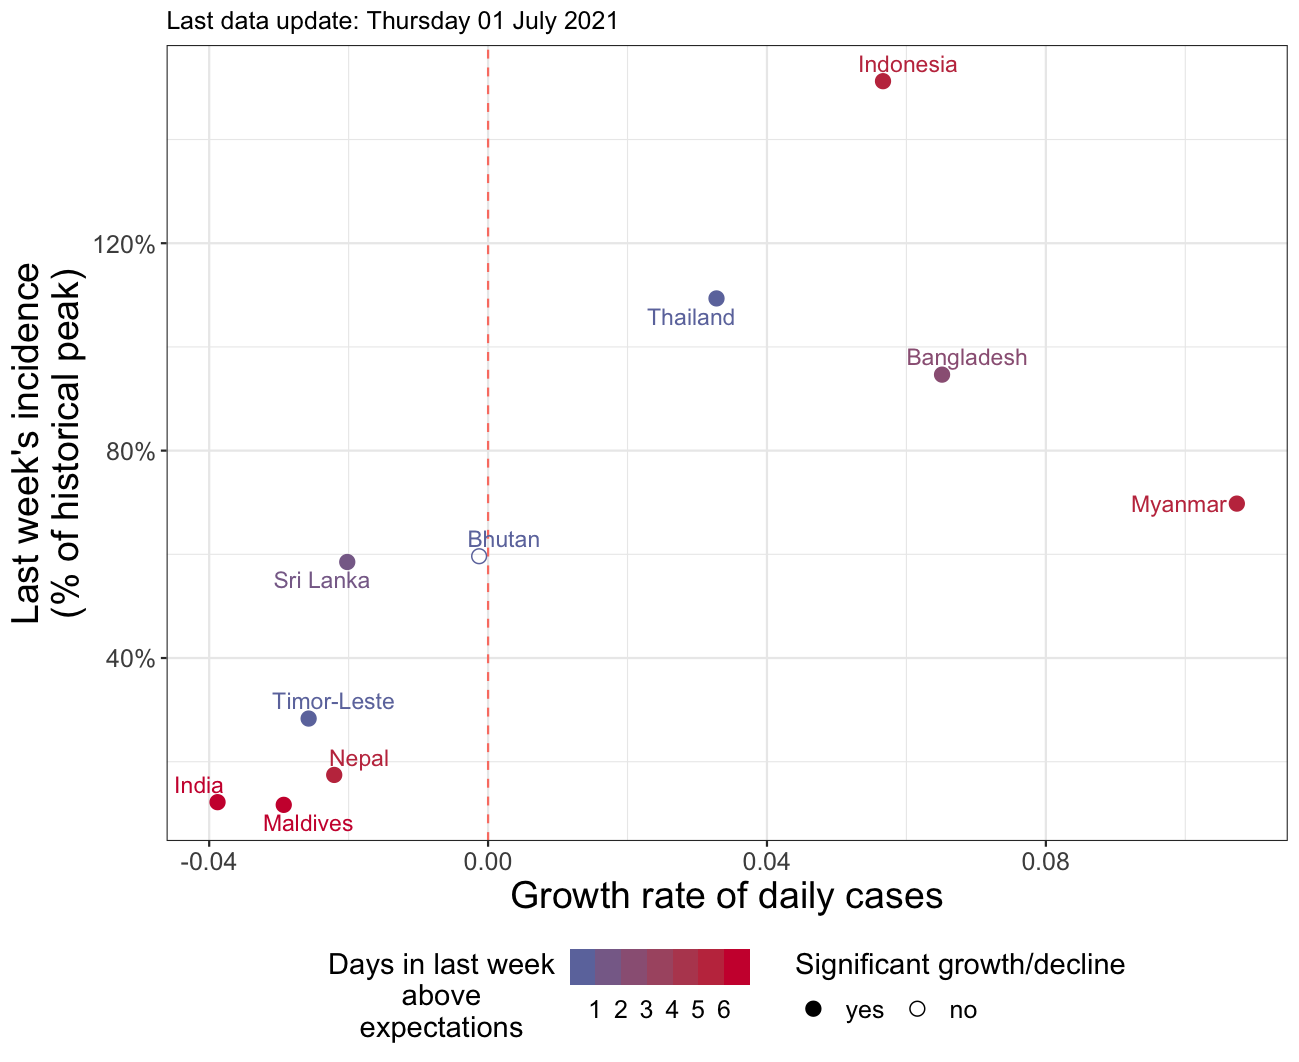 Last data update: Thursday 01 July 2021
Indonesia
120%
Thailand
Bangladesh
Last week's incidence
(% of historical peak)
80%
Myanmar
Bhutan
Sri Lanka
40%
Timor-Leste
Nepal
India
Maldives
-0.04 0.00 0.04 0.08
Growth rate of daily cases
Days in last week
above
expectations
1 2 3 4 5 6
Significant growth/decline
yes no